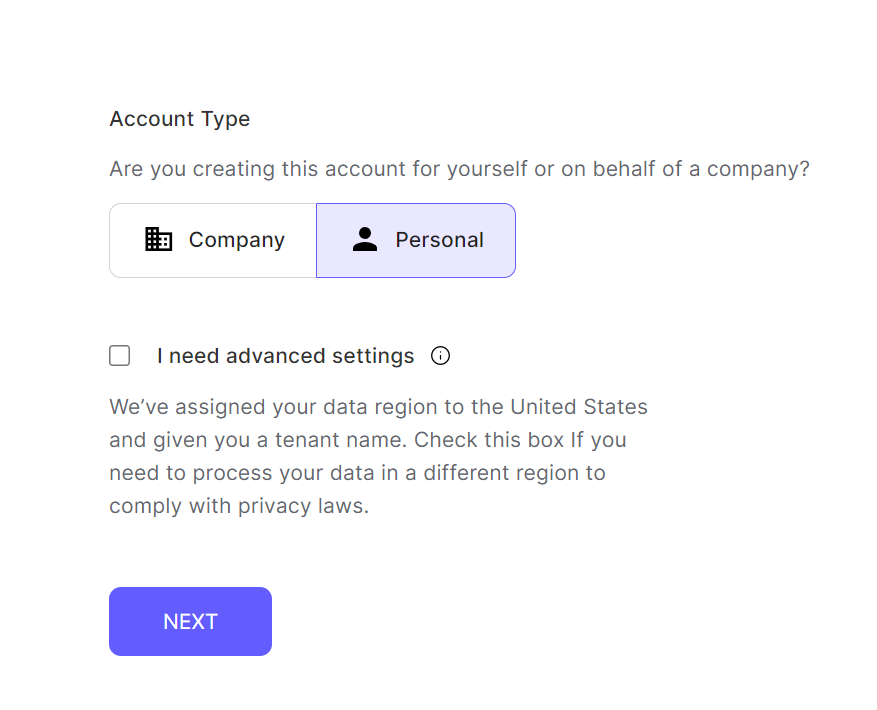 Account Type
Are you creating this account for yourself or on behalf of a company?
Company
Personal
I need advanced settings
We’ve assigned your data region to the United States
and given you a tenant name. Check this box If you
need to process your data in a different region to
comply with privacy laws.
NEXT